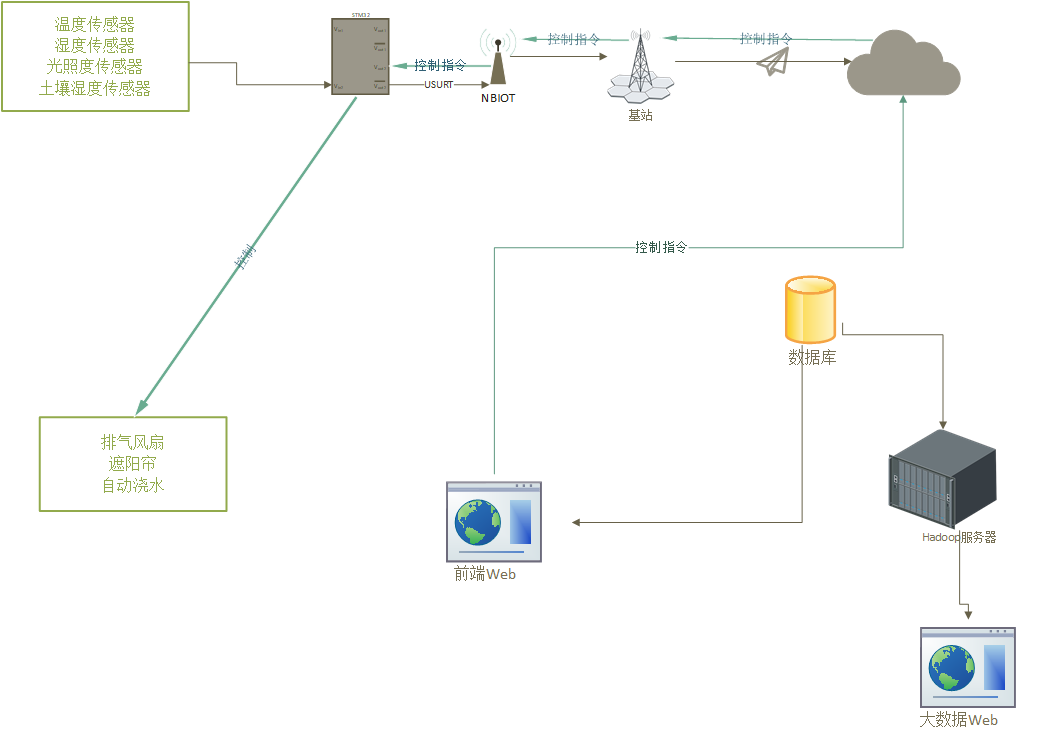 温度传感器
湿度传感器
光照度传感器
土壤湿度传感器
STM32
控制指令
USURT
NBIOT
控制指令
基站
控制指令
控制
控制指令
数据库
排气风扇
遮阳帘
自动浇水
前端Web
Hadoop服务器
大数据Web